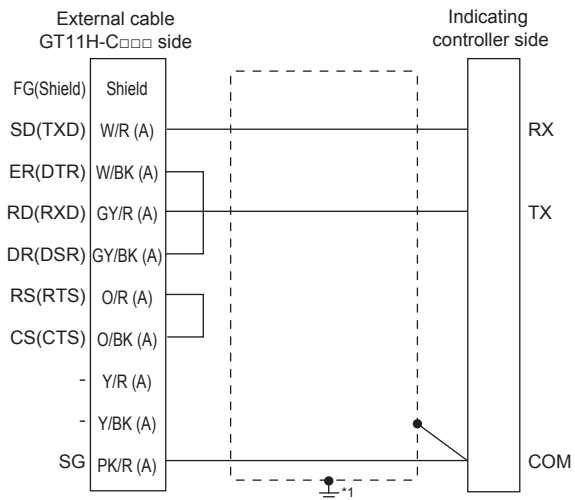 External cable
GT11H-C□□□ side
Indicating
controller side
FG(Shield) Shield
SD(TXD) W/R (A) RX
ER(DTR) W/BK (A)
RD(RXD) GY/R (A) TX
DR(DSR) GY/BK (A)
RS(RTS) O/R (A)
CS(CTS) O/BK (A)
- Y/R (A)
- Y/BK (A)
SG PK/R (A) COM
*1